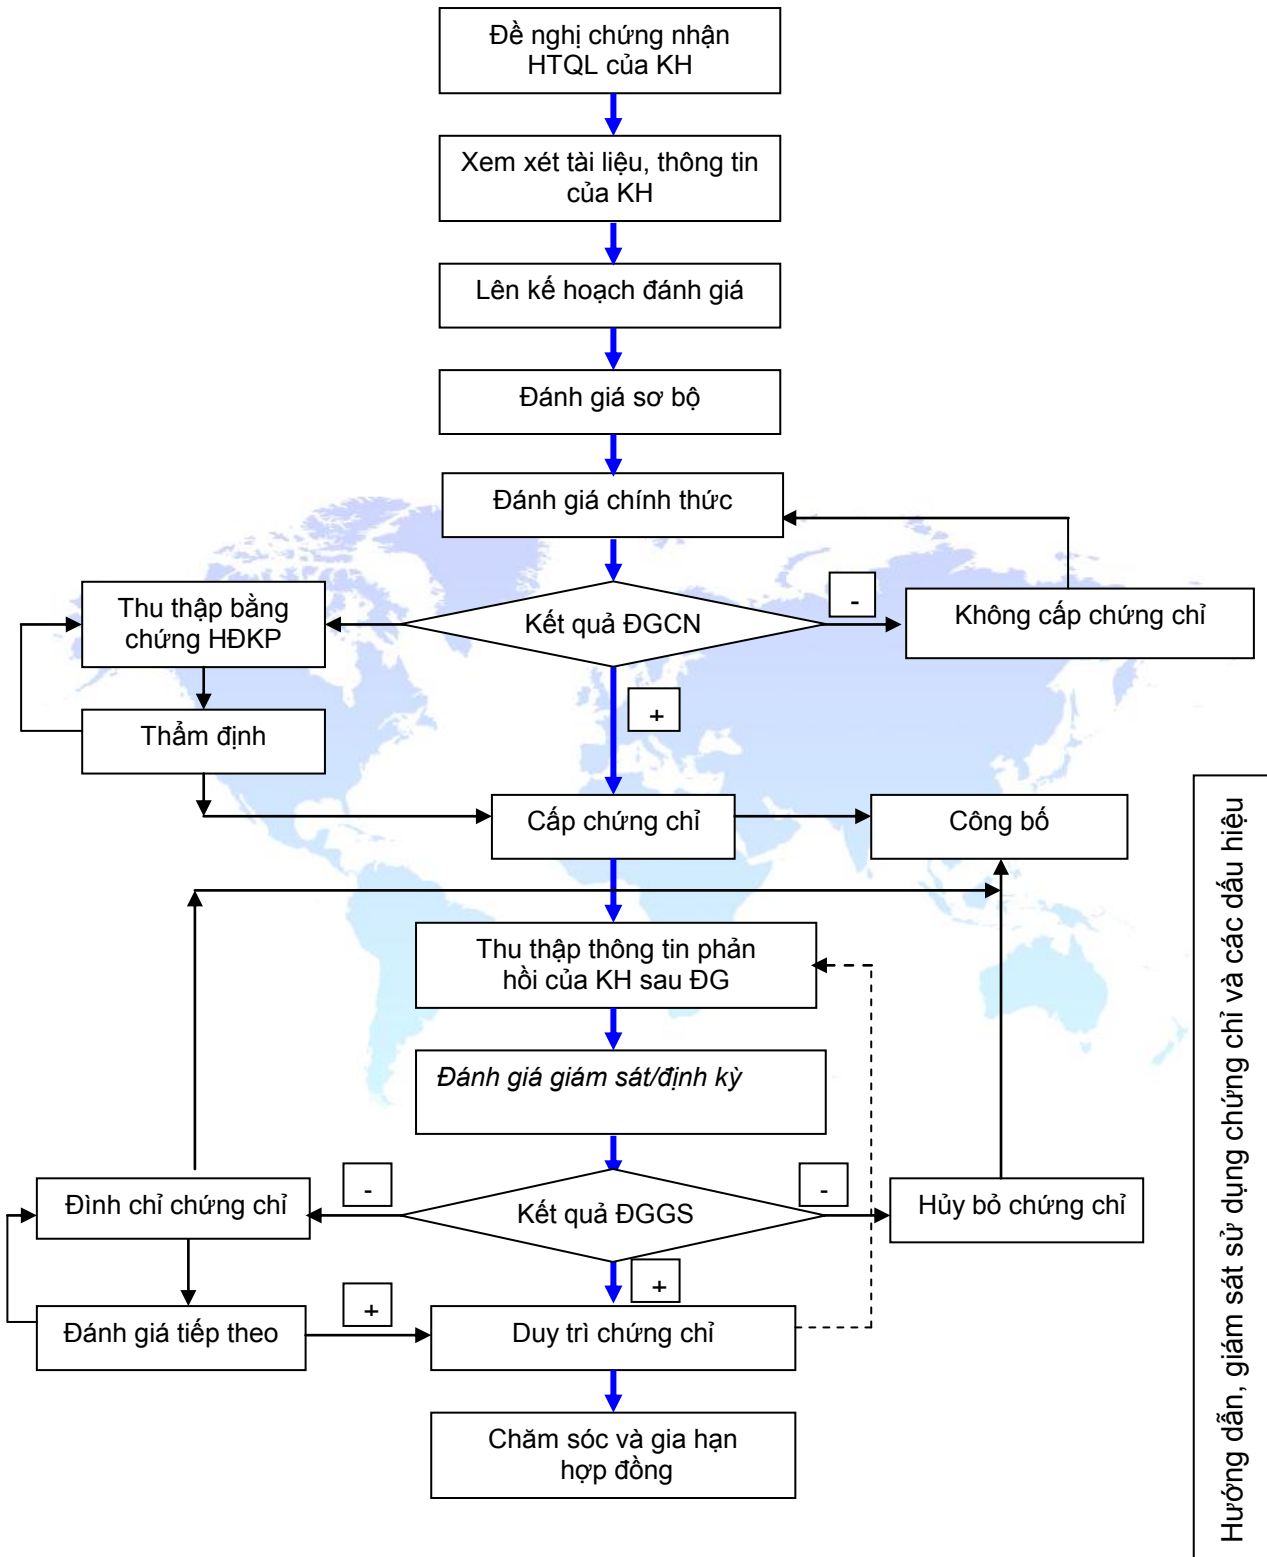 Đề nghị chứng nhận
HTQL của KH
Xem xét tài liệu, thông tin
của KH
Lên kế hoạch đánh giá
Đánh giá sơ bộ
Đánh giá chính thức
Thu thập bằng
chứng HĐKP
Kết quả ĐGCN
-
Không cấp chứng chỉ
+
Thẩm định
Cấp chứng chỉ
Công bố
Thu thập thông tin phản
hồi của KH sau ĐG
Đánh giá giám sát/định kỳ
Đình chỉ chứng chỉ
-
Kết quả ĐGGS
-
Hủy bỏ chứng chỉ
+
Đánh giá tiếp theo
+
Duy trì chứng chỉ
Chăm sóc và gia hạn
hợp đồng
Hướng dẫn, giám sát sử dụng chứng chỉ và các dấu hiệu